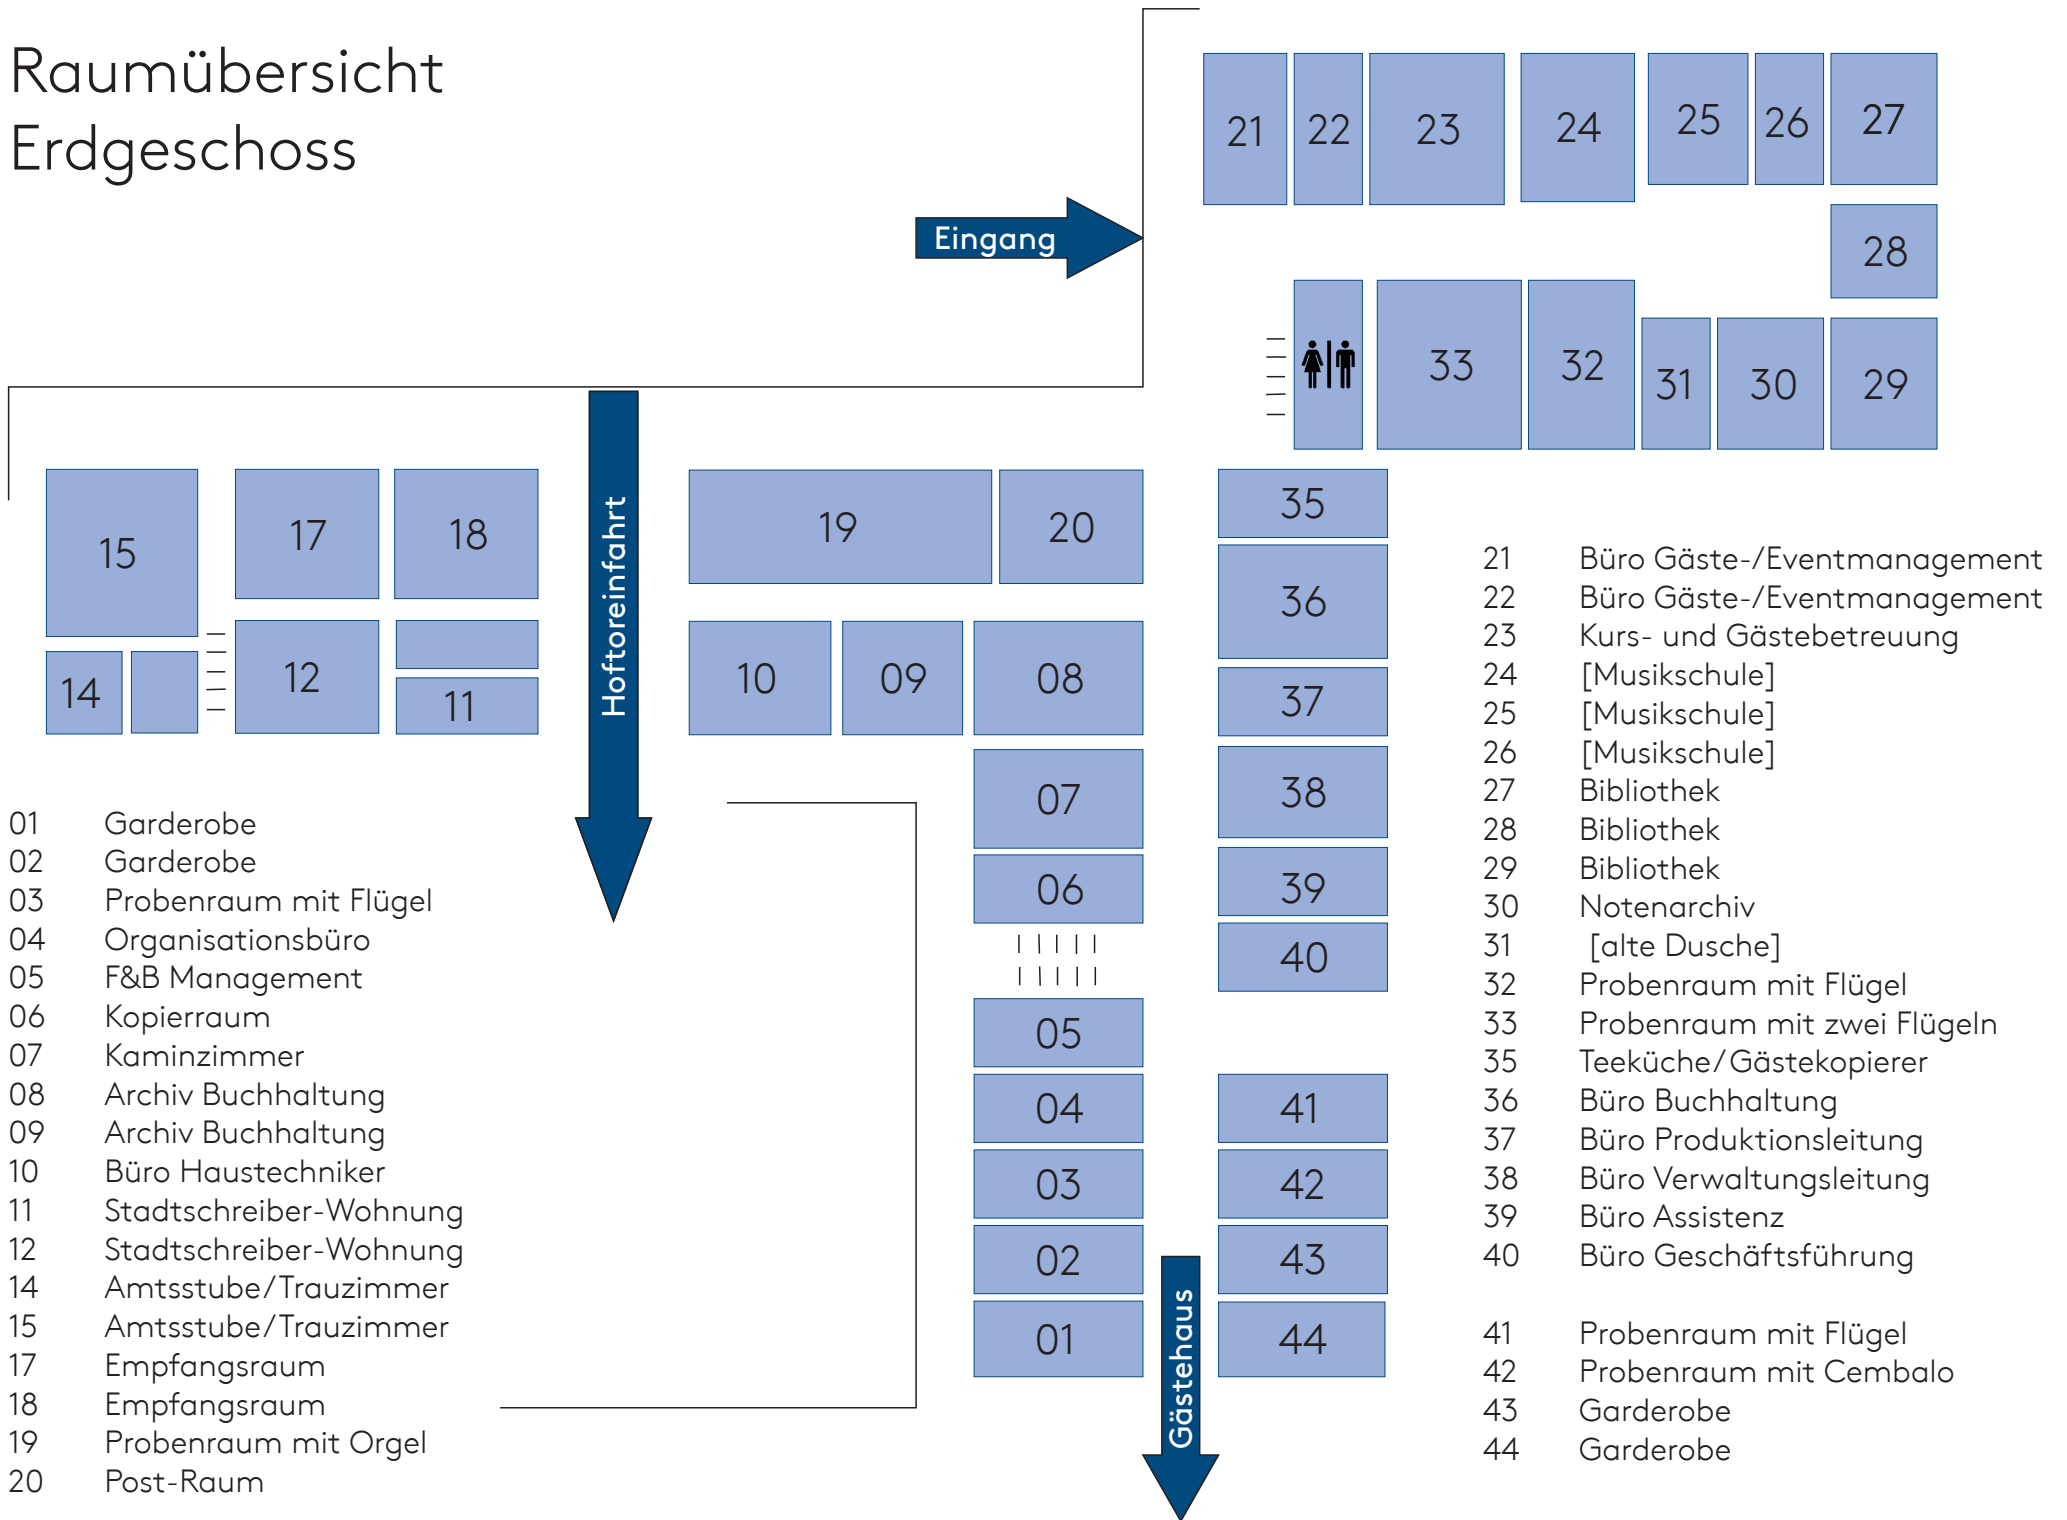 Raumübersicht
Erdgeschoss
Eingang
21
22
23
24
25
26
27
28
33
32
31
30
29
Hoftoreinfahrt
15
17
18
19
20
14
12
11
10
09
08
07
06
05
04
03
02
01
35
36
37
38
39
40
41
42
43
44
Gästehaus
01 Garderobe
02 Garderobe
03 Probenraum mit Flügel
04 Organisationsbüro
05 F&B Management
06 Kopierraum
07 Kaminzimmer
08 Archiv Buchhaltung
09 Archiv Buchhaltung
10 Büro Haustechniker
11 Stadtschreiber-Wohnung
12 Stadtschreiber-Wohnung
14 Amtsstube/Trauzimmer
15 Amtsstube/Trauzimmer
17 Empfangsraum
18 Empfangsraum
19 Probenraum mit Orgel
20 Post-Raum
21 Büro Gäste-/Eventmanagement
22 Büro Gäste-/Eventmanagement
23 Kurs- und Gästebetreuung
24 [Musikschule]
25 [Musikschule]
26 [Musikschule]
27 Bibliothek
28 Bibliothek
29 Bibliothek
30 Notenarchiv
31 [alte Dusche]
32 Probenraum mit Flügel
33 Probenraum mit zwei Flügeln
35 Teeküche/Gästekopierer
36 Büro Buchhaltung
37 Büro Produktionsleitung
38 Büro Verwaltungsleitung
39 Büro Assistenz
40 Büro Geschäftsführung
41 Probenraum mit Flügel
42 Probenraum mit Cembalo
43 Garderobe
44 Garderobe